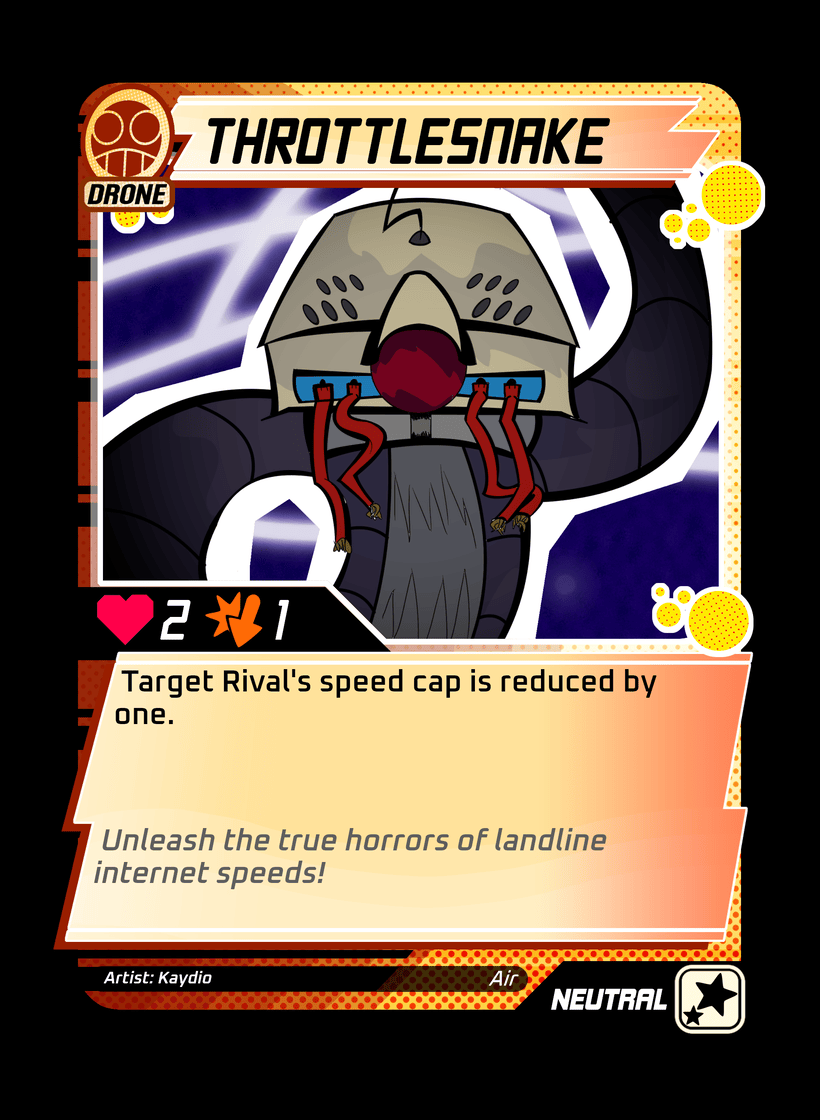 THROTTLESNAKE
DRONE
2 1
Target Rival's speed cap is reduced by
one.
Unleash the true horrors of landline
internet speeds!
Artist: Kaydio
Air
NEUTRAL